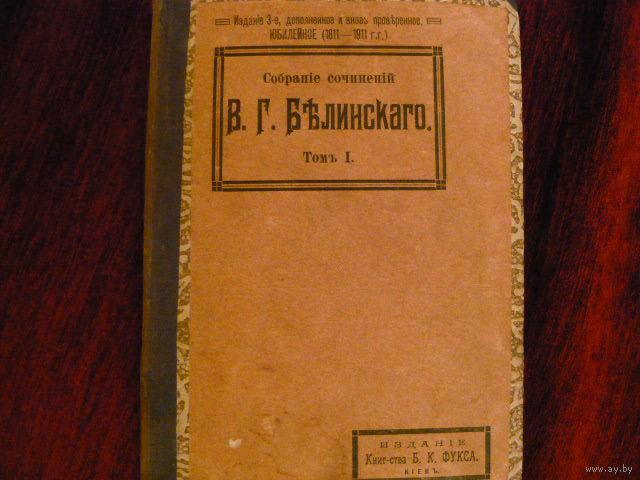 Изданіе 3-е, дополненное и вновь провѣренное,
ЮБИЛЕЙНОЕ (1811—1911 г.г.)
Собраніе сочиненій
В. Г. Бѣлинскаго.
Томъ I.
ИЗДАНІЕ
Книг-ства Б. К. ФУКСА.
КІЕВЪ.
www.ay.by